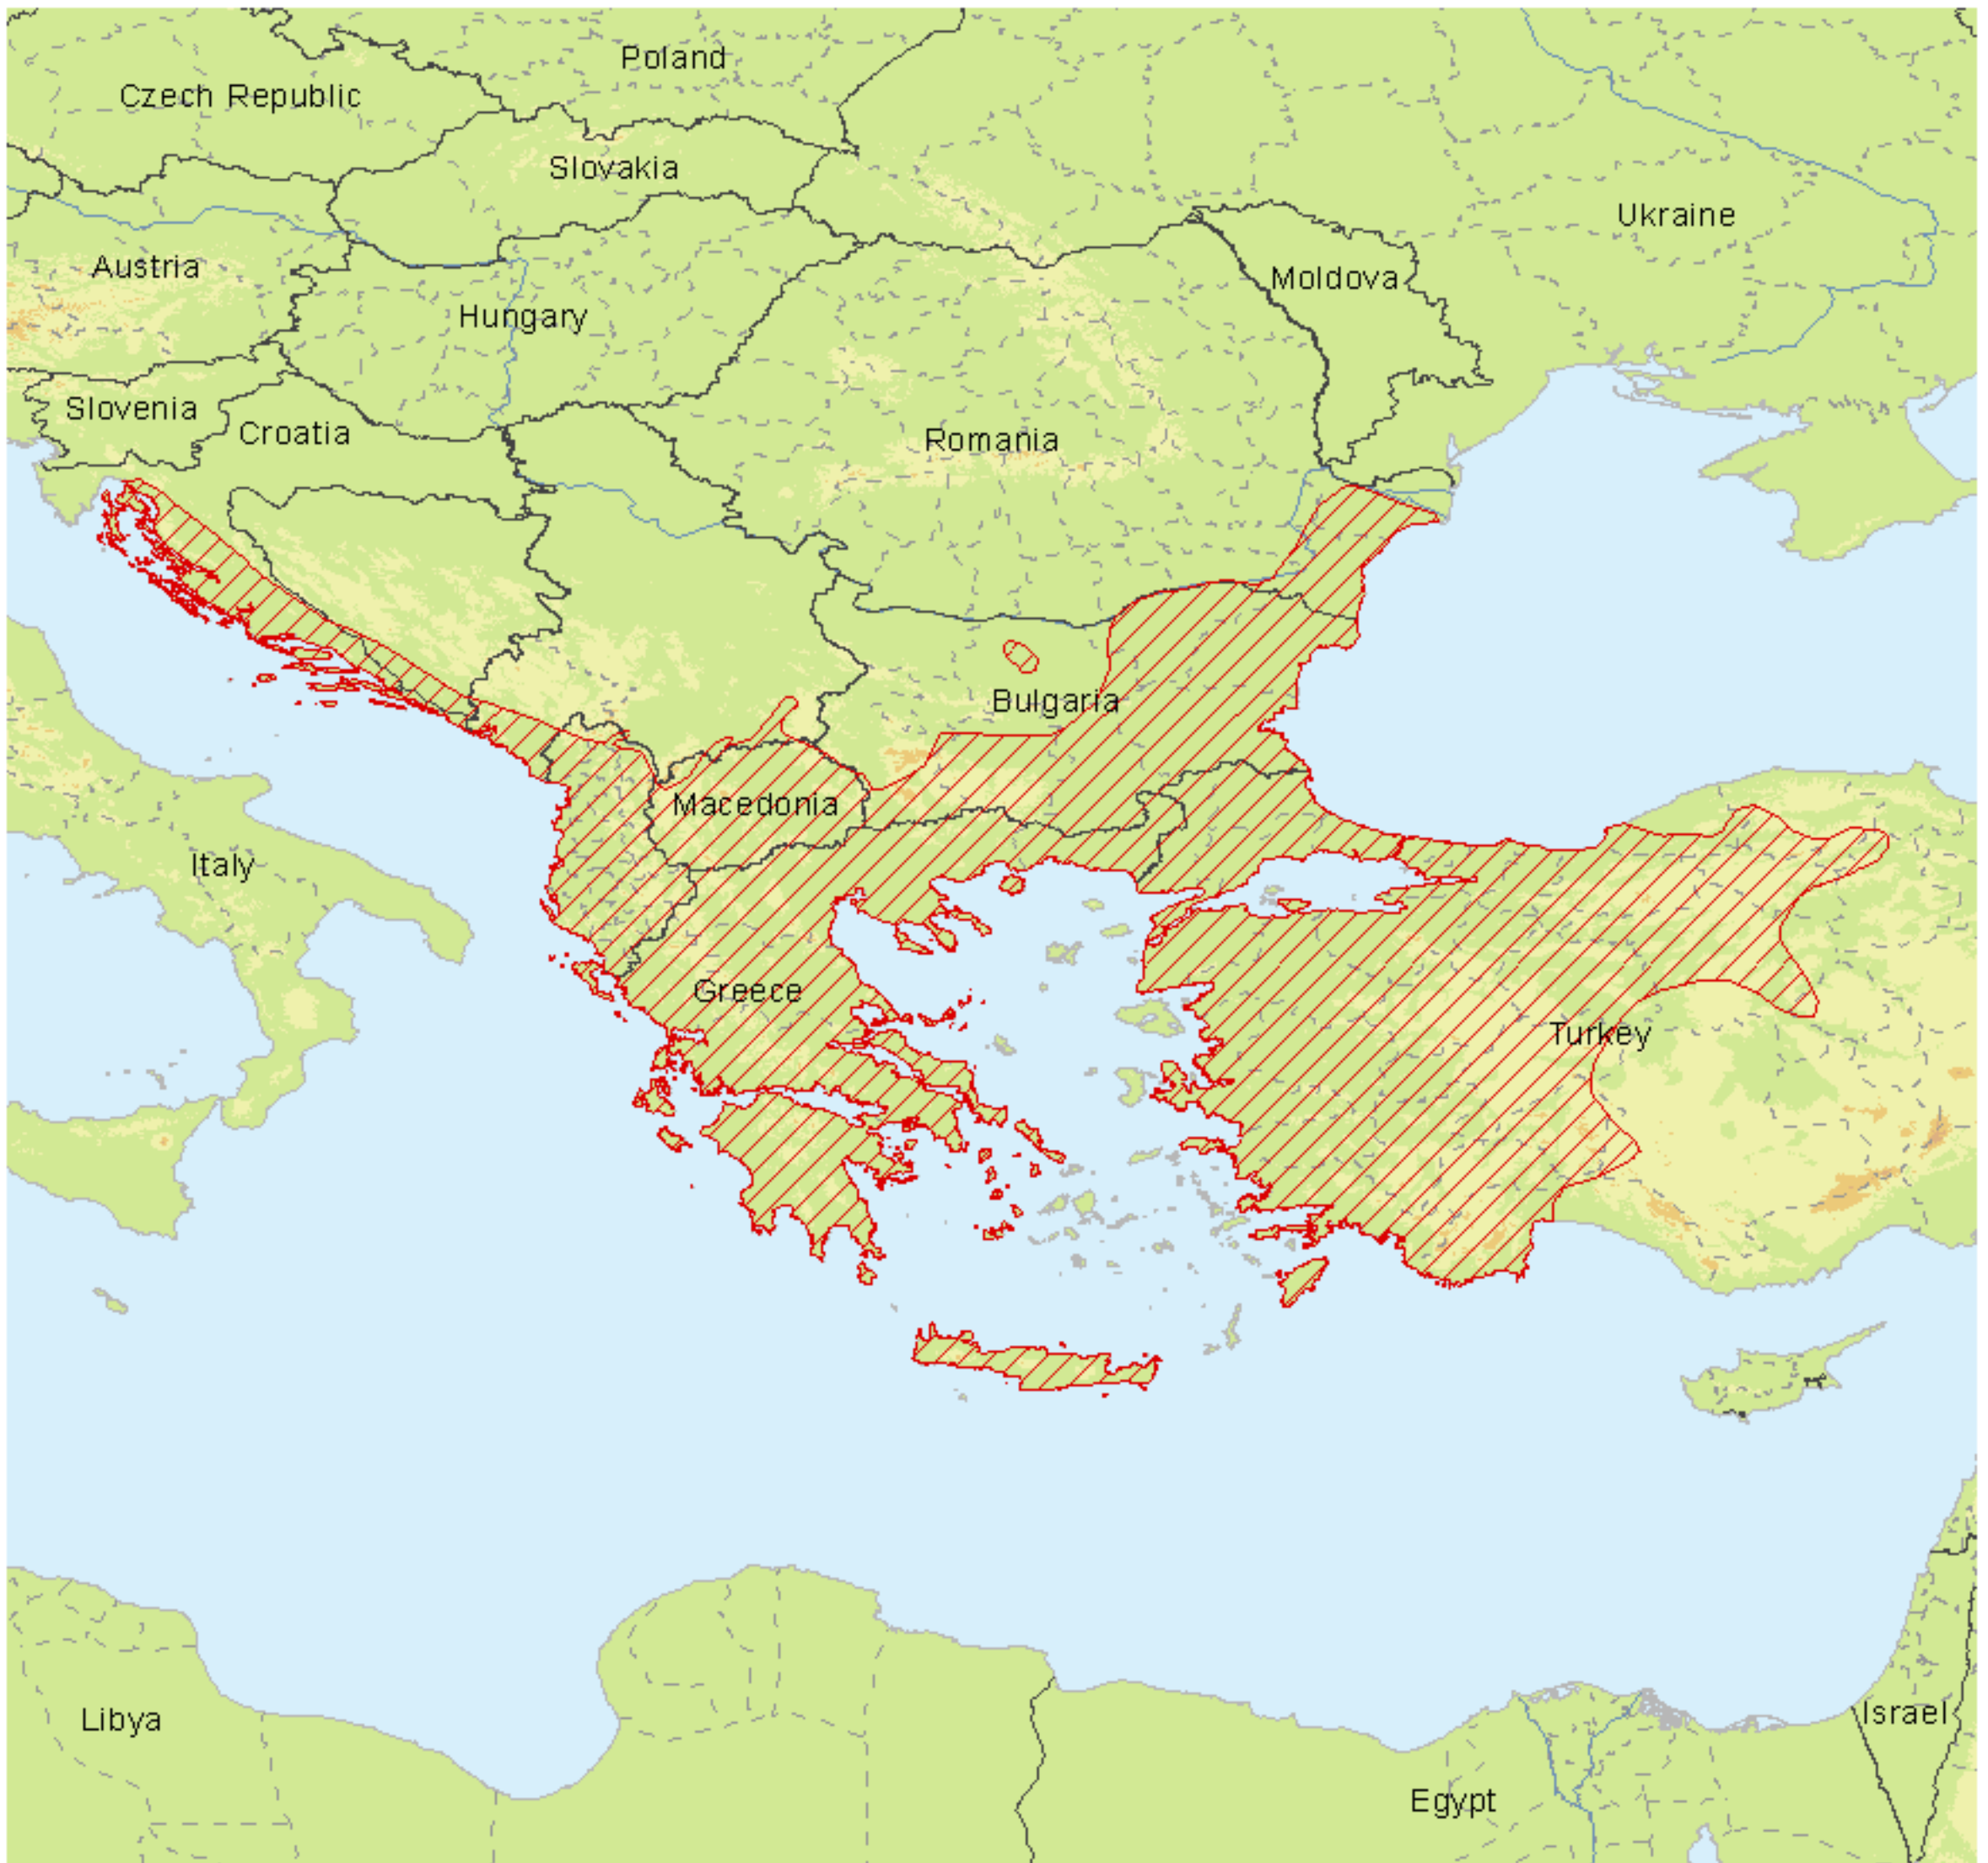 Poland
Czech Republic
Slovakia
Ukraine
Austria
Moldova
Hungary
Slovenia
Croatia
Romania
Bulgaria
Macedonia
Italy
Greece
Turkey
Libya
Israel
Egypt